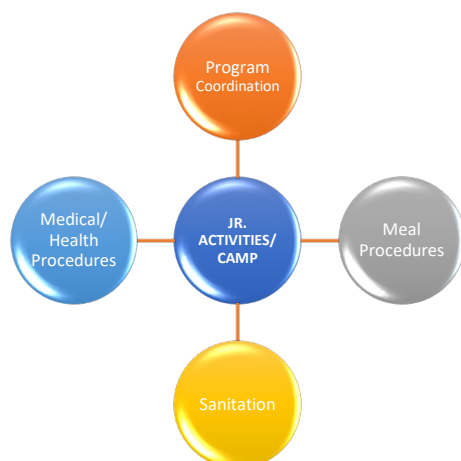 Program
Coordination
Medical/
Health
Procedures
JR.
ACTIVITIES/
CAMP
Meal
Procedures
Sanitation